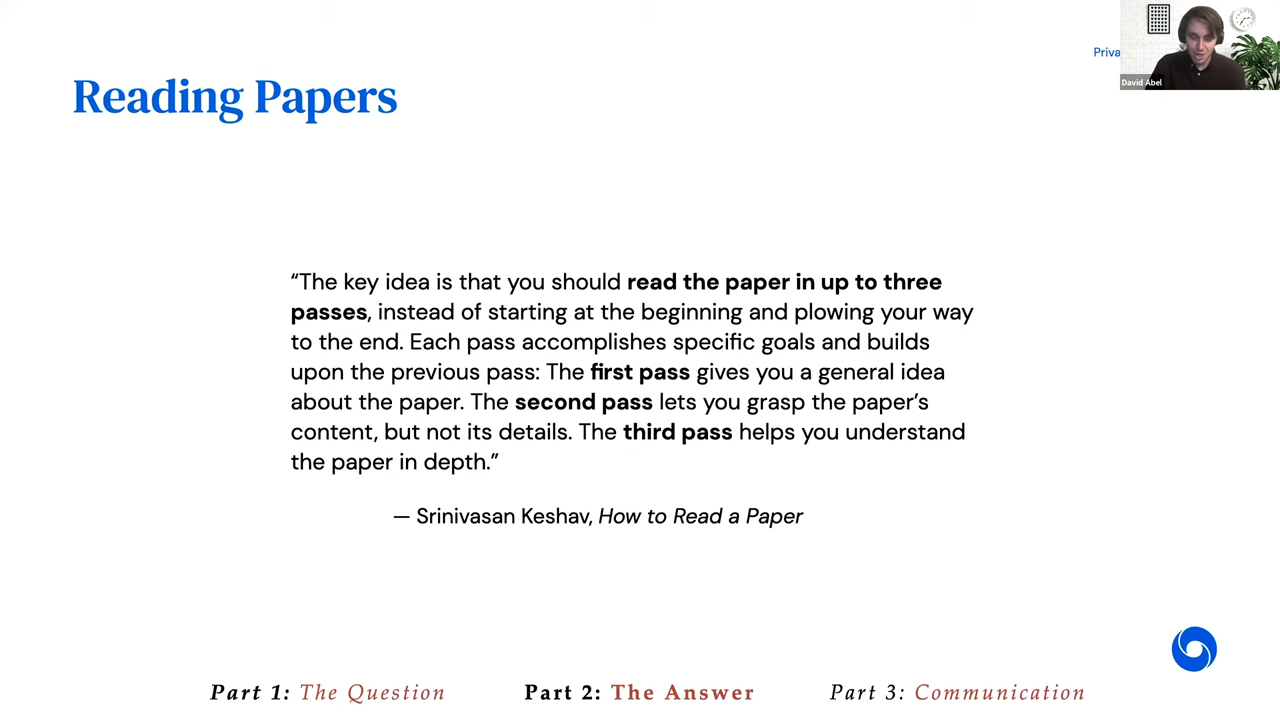 Reading Papers
Priva
David Abel
“The key idea is that you should read the paper in up to three
passes, instead of starting at the beginning and plowing your way
to the end. Each pass accomplishes specific goals and builds
upon the previous pass: The first pass gives you a general idea
about the paper. The second pass lets you grasp the paper’s
content, but not its details. The third pass helps you understand
the paper in depth.”
— Srinivasan Keshav, How to Read a Paper
Part 1: The Question Part 2: The Answer Part 3: Communication